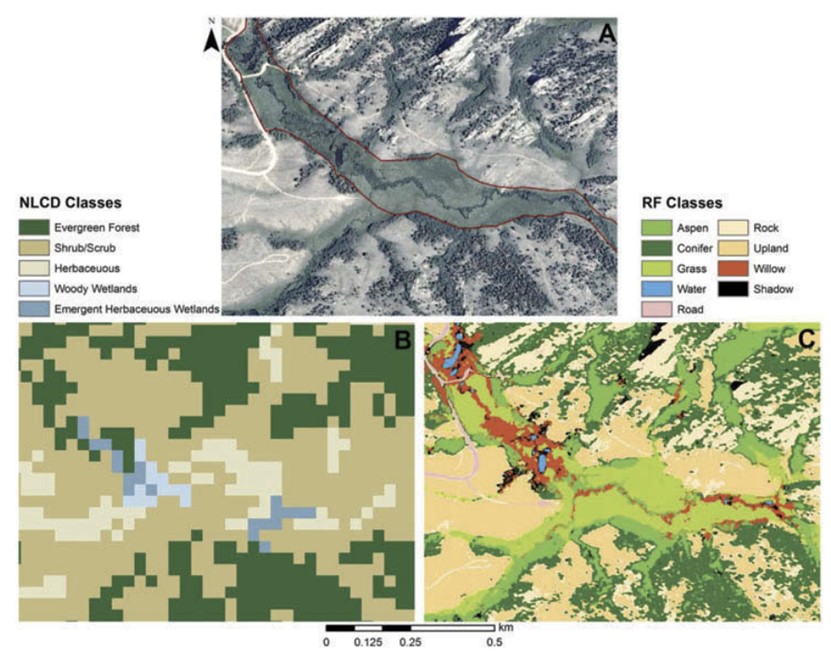 N
A
NLCD Classes
Evergreen Forest
Shrub/Scrub
Herbaceuous
Woody Wetlands
Emergent Herbaceuous Wetlands
RF Classes
Aspen
Rock
Conifer
Upland
Grass
Willow
Water
Shadow
Road
B
C
km
0 0.125 0.25 0.5